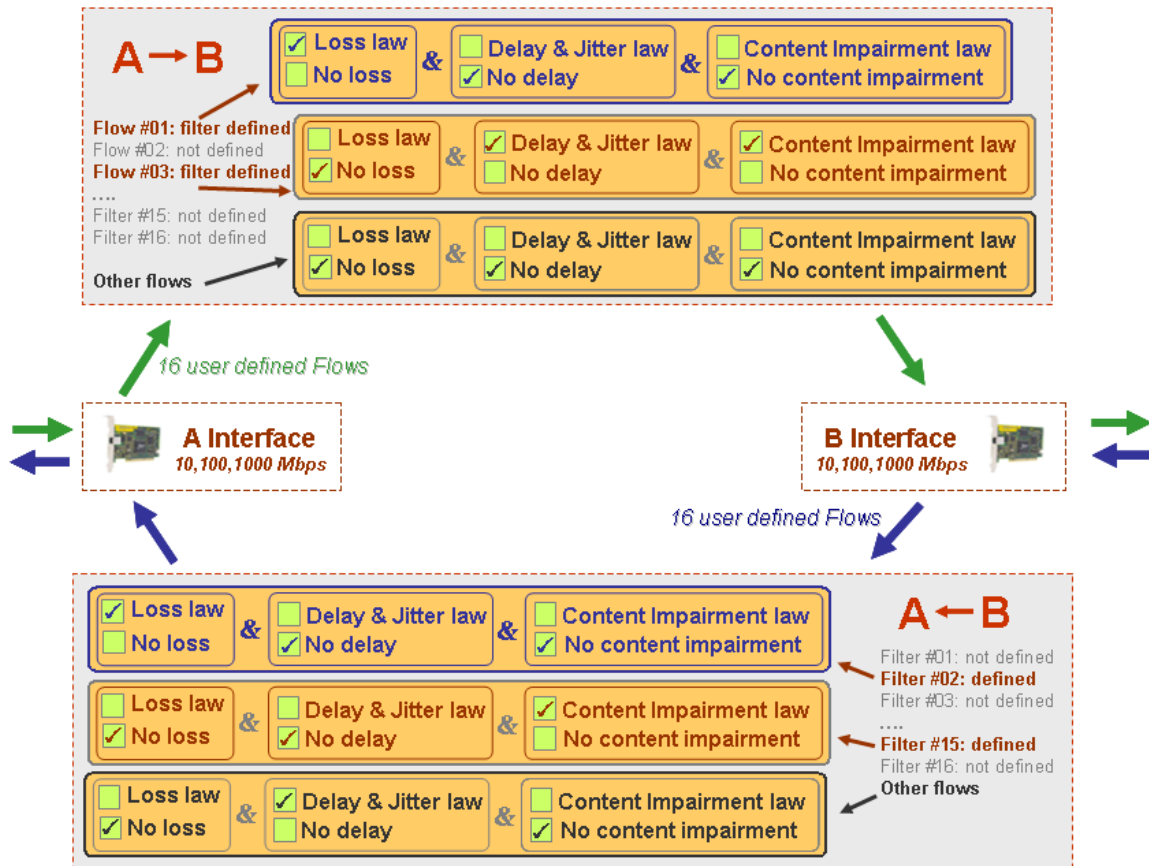 A → B
✓ Loss law
No loss
&
Delay & Jitter law
✓ No delay
&
Content Impairment law
✓ No content impairment
Flow #01: filter defined
Flow #02: not defined
Flow #03: filter defined
....
Filter #15: not defined
Filter #16: not defined
Other flows
Loss law
✓ No loss
&
✓ Delay & Jitter law
No delay
&
✓ Content Impairment law
No content impairment
Loss law
✓ No loss
&
Delay & Jitter law
✓ No delay
&
Content Impairment law
✓ No content impairment
16 user defined Flows
A Interface
10,100,1000 Mbps
B Interface
10,100,1000 Mbps
16 user defined Flows
✓ Loss law
No loss
&
Delay & Jitter law
✓ No delay
&
Content Impairment law
✓ No content impairment
Loss law
✓ No loss
&
Delay & Jitter law
✓ No delay
&
✓ Content Impairment law
No content impairment
Loss law
✓ No loss
&
✓ Delay & Jitter law
No delay
&
Content Impairment law
✓ No content impairment
A ← B
Filter #01: not defined
Filter #02: defined
Filter #03: not defined
....
Filter #15: defined
Filter #16: not defined
Other flows